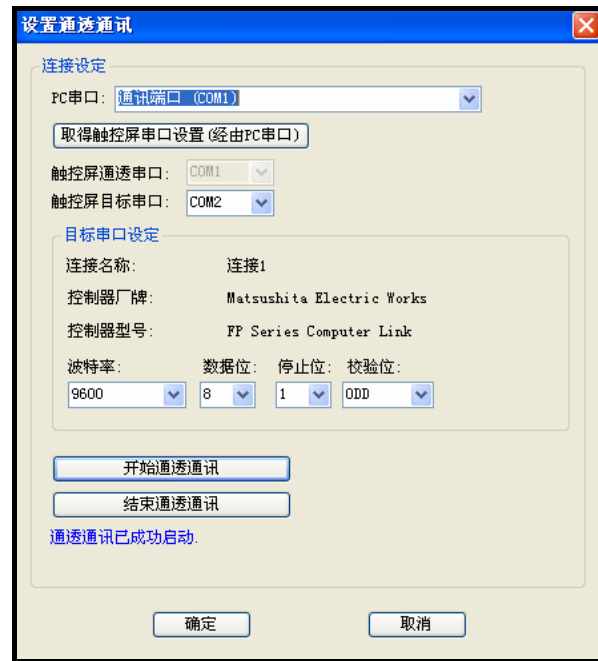 设置通透通讯
连接设定
PC串口: 通讯端口 (COM1)
取得触控屏串口设置(经由PC串口)
触控屏通透串口: COM1
触控屏目标串口: COM2
目标串口设定
连接名称: 连接1
控制器厂牌: Matsushita Electric Works
控制器型号: FP Series Computer Link
波特率: 数据位: 停止位: 校验位:
9600 8 1 ODD
开始通透通讯
结束通透通讯
通透通讯已成功启动.
确定 取消